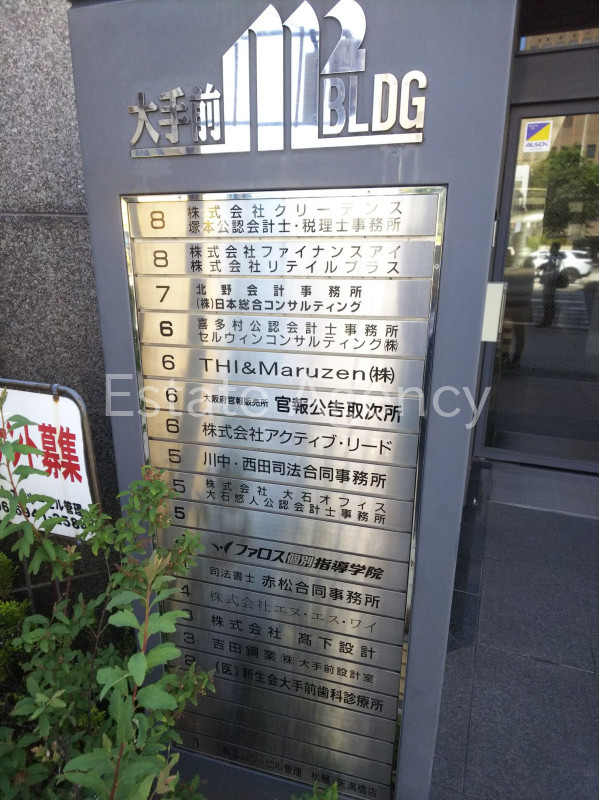 大手前 m2 BLDG
ALSOK
8 株式会社クリーデンス
塚本公認会計士・税理士事務所
8 株式会社ファイナンスアイ
株式会社リテイルプラス
7 北野会計事務所
(株)日本総合コンサルティング
6 喜多村公認会計士事務所
セルウィンコンサルティング㈱
6 THI&Maruzen(株)
6 大阪府官報販売所 官報公告取次所
Estate Agency
6 株式会社アクティブ・リード
5 川中・西田司法合同事務所
5 株式会社 大石オフィス
大石悠人公認会計士事務所
5
ファロス個別指導学院
司法書士 赤松合同事務所
4 株式会社エヌ・エス・ワイ
3 株式会社 髙下設計
3 吉田鋼業㈱ 大手前設計室
2 (医)新生会大手前歯科診療所
ント募集
ビル管理